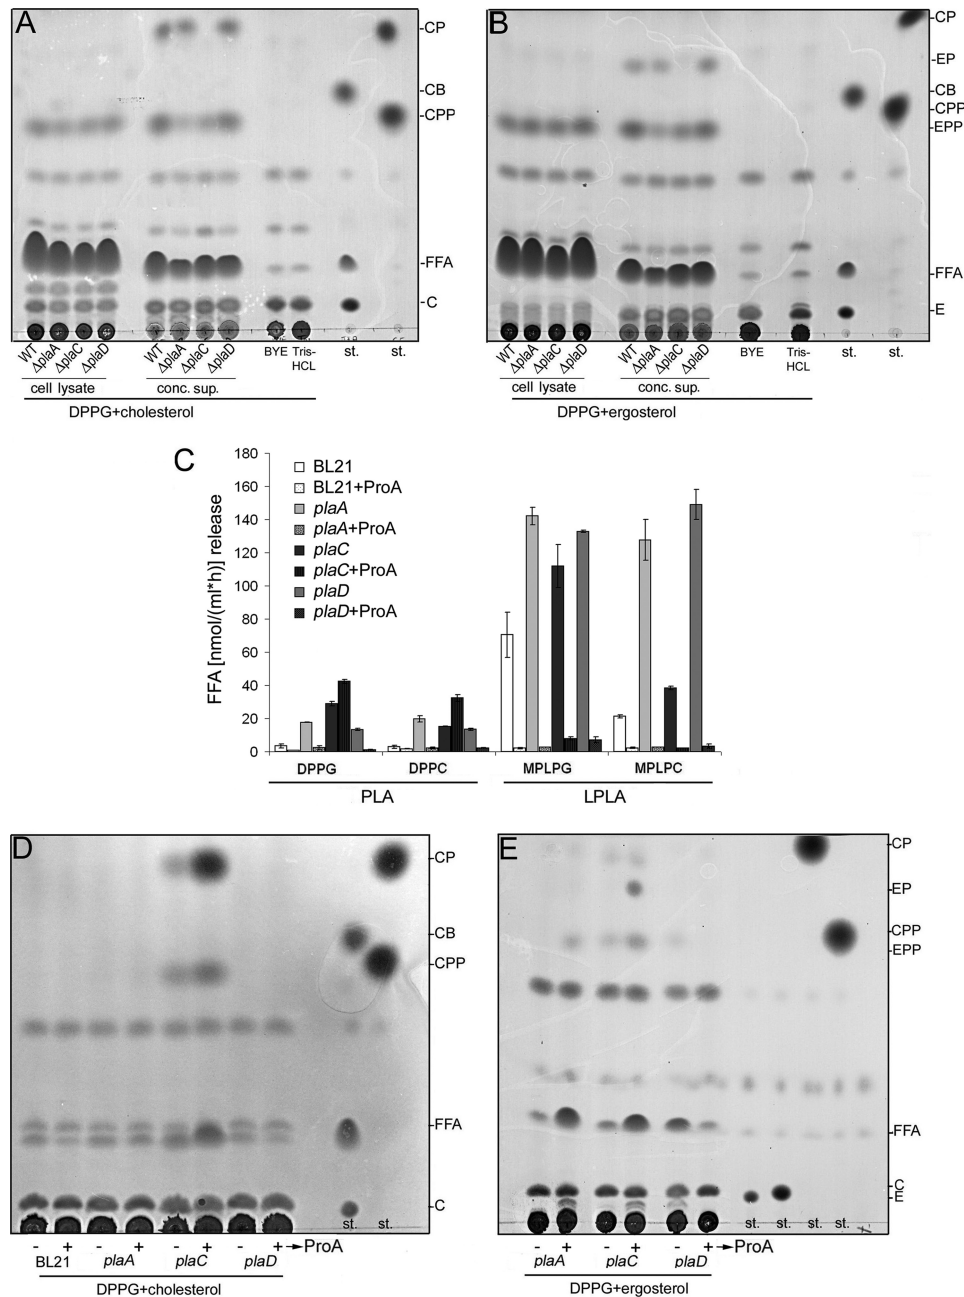 A
-CP
-CB
-CPP
-FFA
-C
WT
ΔplaA
ΔplaC
ΔplaD
WT
ΔplaA
ΔplaC
ΔplaD
BYE
Tris-
HCL
st.
st.
cell lysate
conc. sup.
DPPG+cholesterol
B
-CP
-EP
-CB
-CPP
-EPP
-FFA
-E
WT
ΔplaA
ΔplaC
ΔplaD
WT
ΔplaA
ΔplaC
ΔplaD
BYE
Tris-
HCL
st.
st.
cell lysate
conc. sup.
DPPG+ergosterol
C
FFA [nmol/(ml*h)] release
180
160
140
120
100
80
60
40
20
0
BL21
BL21+ProA
plaA
plaA+ProA
plaC
plaC+ProA
plaD
plaD+ProA
DPPG
DPPC
MPLPG
MPLPC
PLA
LPLA
D
-CP
-CB
-CPP
-FFA
-C
st.
st.
- + - + - + - + ProA
BL21
plaA
plaC
plaD
DPPG+cholesterol
E
-CP
-EP
-CPP
-EPP
-FFA
-C
-E
st.
st.
st.
st.
- + - + - + ProA
plaA
plaC
plaD
DPPG+ergosterol